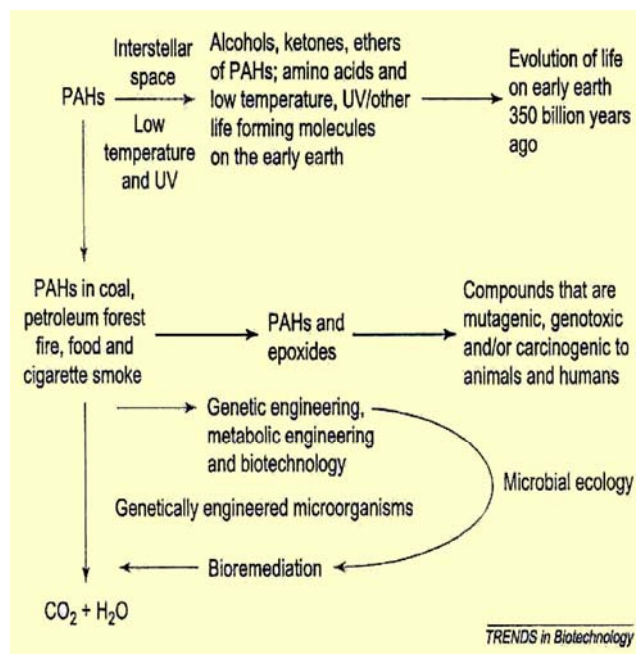 Interstellar
space
PAHs
Low
temperature
and UV
Alcohols, ketones, ethers
of PAHs; amino acids and
low temperature, UV/other
life forming molecules
on the early earth
Evolution of life
on early earth
350 billion years
ago
PAHs in coal,
petroleum forest
fire, food and
cigarette smoke
PAHs and
epoxides
Compounds that are
mutagenic, genotoxic
and/or carcinogenic to
animals and humans
Genetic engineering,
metabolic engineering
and biotechnology
Microbial ecology
Genetically engineered microorganisms
Bioremediation
CO₂ + H₂O
TRENDS in Biotechnology